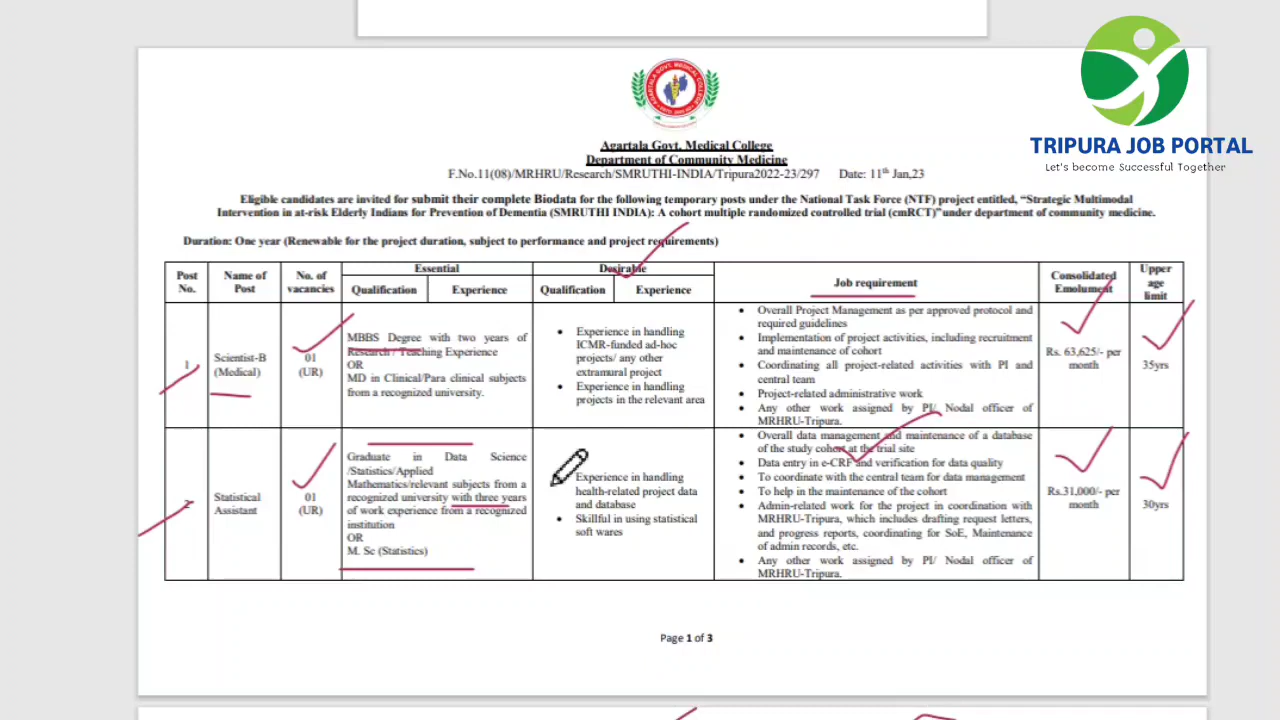 TRIPURA JOB PORTAL
Let's become Successful Together
AGARTALA GOVT. MEDICAL COLLEGE
Agartala Govt. Medical College
Department of Community Medicine
F.No.11(08)/MRHRU/Research/SMRUTHI-INDIA/Tripura2022-23/297 Date: 11th Jan,23
Eligible candidates are invited for submit their complete Biodata for the following temporary posts under the National Task Force (NTF) project entitled, “Strategic Multimodal
Intervention in at-risk Elderly Indians for Prevention of Dementia (SMRUTHI INDIA): A cohort multiple randomized controlled trial (cmRCT)”under department of community medicine.
Duration: One year (Renewable for the project duration, subject to performance and project requirements)
Post No.
Name of Post
No. of vacancies
Essential
Qualification
Experience
Desirable
Qualification
Experience
Job requirement
Consolidated Emolument
Upper age limit
1
Scientist-B
(Medical)
01
(UR)
MBBS Degree with two years of
Research / Teaching Experience
OR
MD in Clinical/Para clinical subjects
from a recognized university.
• Experience in handling
ICMR-funded ad-hoc
projects/ any other
extramural project
• Experience in handling
projects in the relevant area
• Overall Project Management as per approved protocol and
required guidelines
• Implementation of project activities, including recruitment
and maintenance of cohort
• Coordinating all project-related activities with PI and
central team
• Project-related administrative work
• Any other work assigned by PI/ Nodal officer of
MRHRU-Tripura.
Rs. 63,625/- per
month
35yrs
2
Statistical
Assistant
01
(UR)
Graduate in Data Science
/Statistics/Applied
Mathematics/relevant subjects from a
recognized university with three years
of work experience from a recognized
institution
OR
M. Sc (Statistics)
Experience in handling
health-related project data
and database
• Skillful in using statistical
soft wares
• Overall data management and maintenance of a database
of the study cohort at the trial site
• Data entry in e-CRF and verification for data quality
• To coordinate with the central team for data management
• To help in the maintenance of the cohort
• Admin-related work for the project in coordination with
MRHRU-Tripura, which includes drafting request letters,
and progress reports, coordinating for SoE, Maintenance
of admin records, etc.
• Any other work assigned by PI/ Nodal officer of
MRHRU-Tripura.
Rs.31,000/- per
month
30yrs
Page 1 of 3